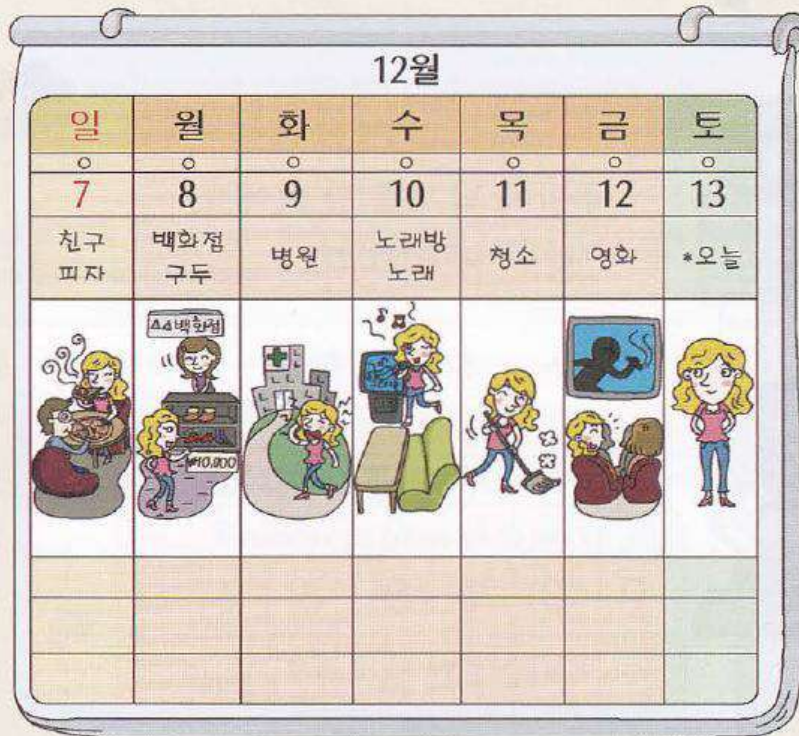 12월
일 월 화 수 목 금 토
7 8 9 10 11 12 13
친구 백화점 병원 노래방 청소 영화 *오늘
피자 구두 노래
△△백화점
₩10,000